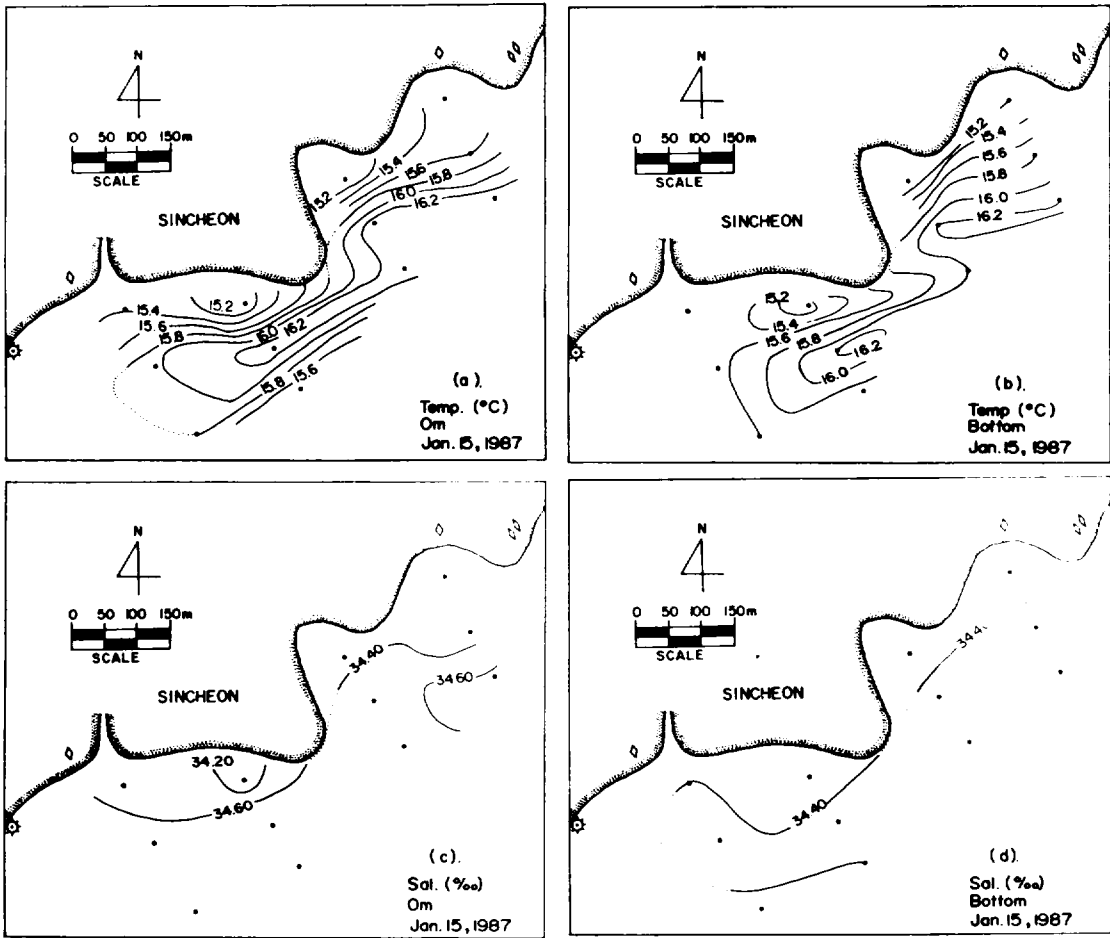 N
0 50 100 150m
SCALE
SINCHEON
15.2
15.4
15.6
15.8
16.0
16.2
15.2
15.4
15.6
15.8
16.0
16.2
15.8
15.6
(a).
Temp. (°C)
Om
Jan. 15, 1987
N
0 50 100 150m
SCALE
SINCHEON
15.2
15.4
15.6
15.8
16.0
16.2
15.2
15.4
15.6
15.8
16.2
16.0
(b).
Temp (°C)
Bottom
Jan. 15, 1987
N
0 50 100 150m
SCALE
SINCHEON
34.40
34.60
34.20
34.60
(c).
Sal. (‰)
Om
Jan. 15, 1987
N
0 50 100 150m
SCALE
SINCHEON
34.4
34.40
(d).
Sal. (‰)
Bottom
Jan. 15, 1987